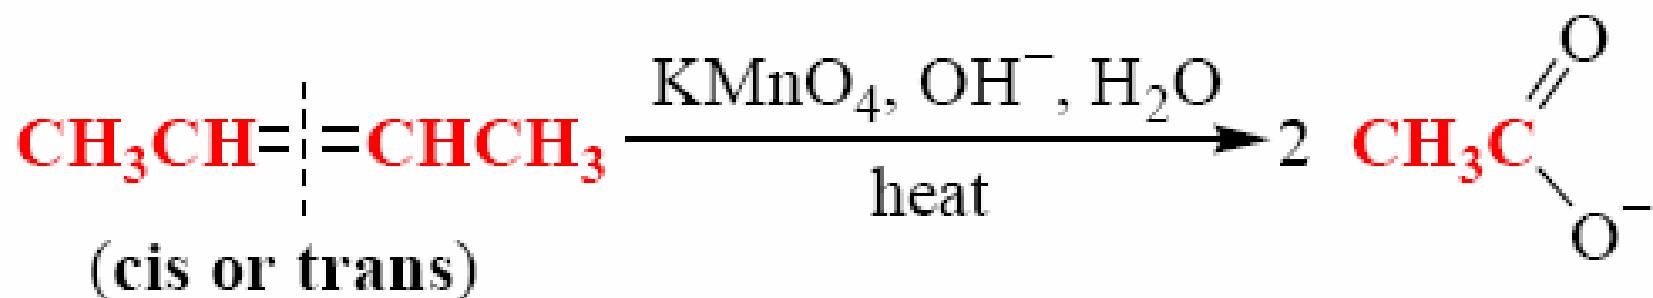 CH₃CH= =CHCH₃
(cis or trans)
KMnO₄, OH⁻, H₂O
heat
2 CH₃C
O
O⁻